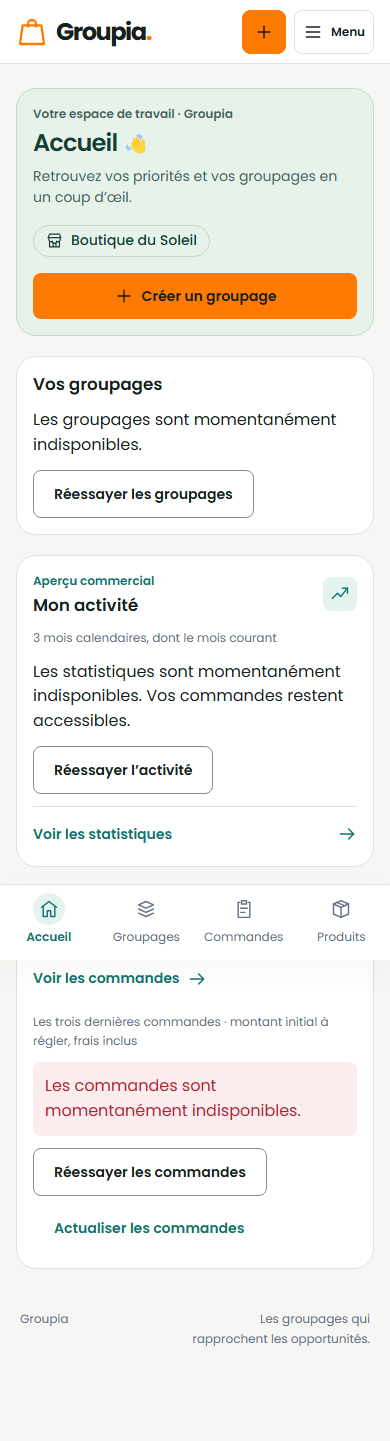 Groupia.
Menu
Votre espace de travail · Groupia
Accueil 👋
Retrouvez vos priorités et vos groupages en
un coup d’œil.
Boutique du Soleil
Créer un groupage
Vos groupages
Les groupages sont momentanément
indisponibles.
Réessayer les groupages
Aperçu commercial
Mon activité
3 mois calendaires, dont le mois courant
Les statistiques sont momentanément
indisponibles. Vos commandes restent
accessibles.
Réessayer l’activité
Voir les statistiques
Accueil
Groupages
Commandes
Produits
Voir les commandes
Les trois dernières commandes · montant initial à
régler, frais inclus
Les commandes sont
momentanément indisponibles.
Réessayer les commandes
Actualiser les commandes
Groupia
Les groupages qui
rapprochent les opportunités.